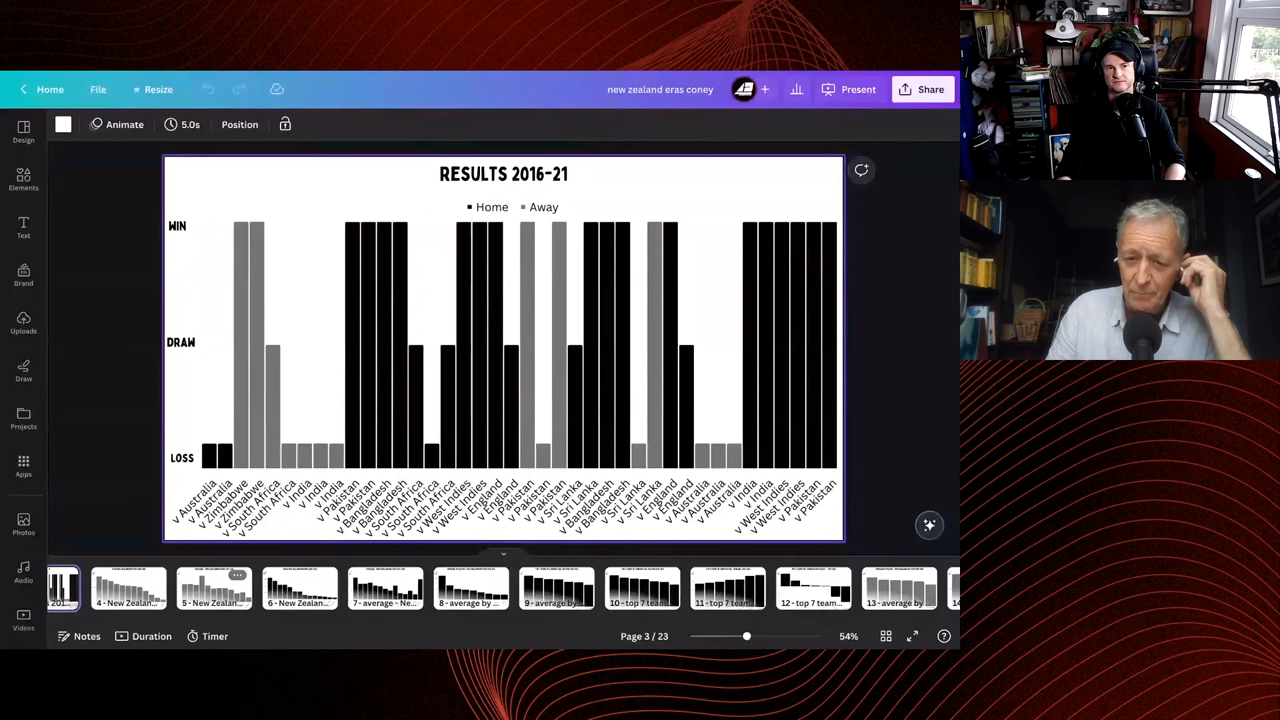 Home
File
Resize
new zealand eras coney
Present
Share
Animate
5.0s
Position
Design
Elements
Text
Brand
Uploads
Draw
Projects
Apps
Photos
Audio
Videos
RESULTS 2016-21
Home
Away
WIN
DRAW
LOSS
v Australia
v Australia
v Zimbabwe
v Zimbabwe
v South Africa
v South Africa
v India
v India
v India
v Pakistan
v Pakistan
v Bangladesh
v Bangladesh
v South Africa
v South Africa
v South Africa
v West Indies
v West Indies
v England
v England
v Pakistan
v Pakistan
v Pakistan
v Sri Lanka
v Sri Lanka
v Bangladesh
v Bangladesh
v Sri Lanka
v Sri Lanka
v England
v England
v Australia
v Australia
v Australia
v India
v India
v West Indies
v West Indies
v Pakistan
v Pakistan
4 - New Zealan...
5 - New Zealan...
6 - New Zealan...
7 - average - Ne...
8 - average by ...
9 - average by ...
10 - top 7 team...
11 - top 7 team...
12 - top 7 team...
13 - average by ...
Notes
Duration
Timer
Page 3 / 23
54%